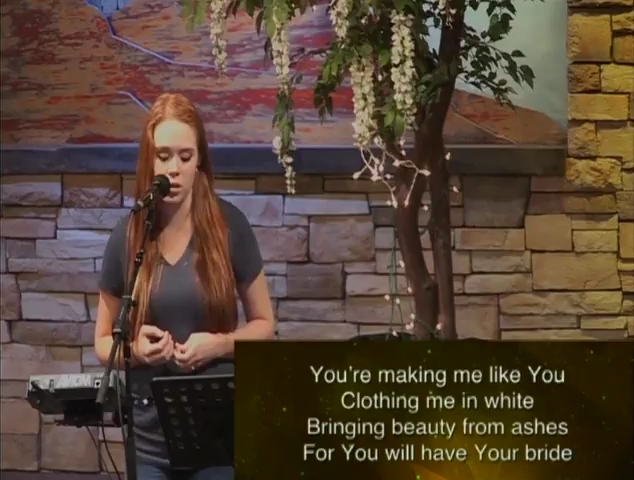 You're making me like You
Clothing me in white
Bringing beauty from ashes
For You will have Your bride